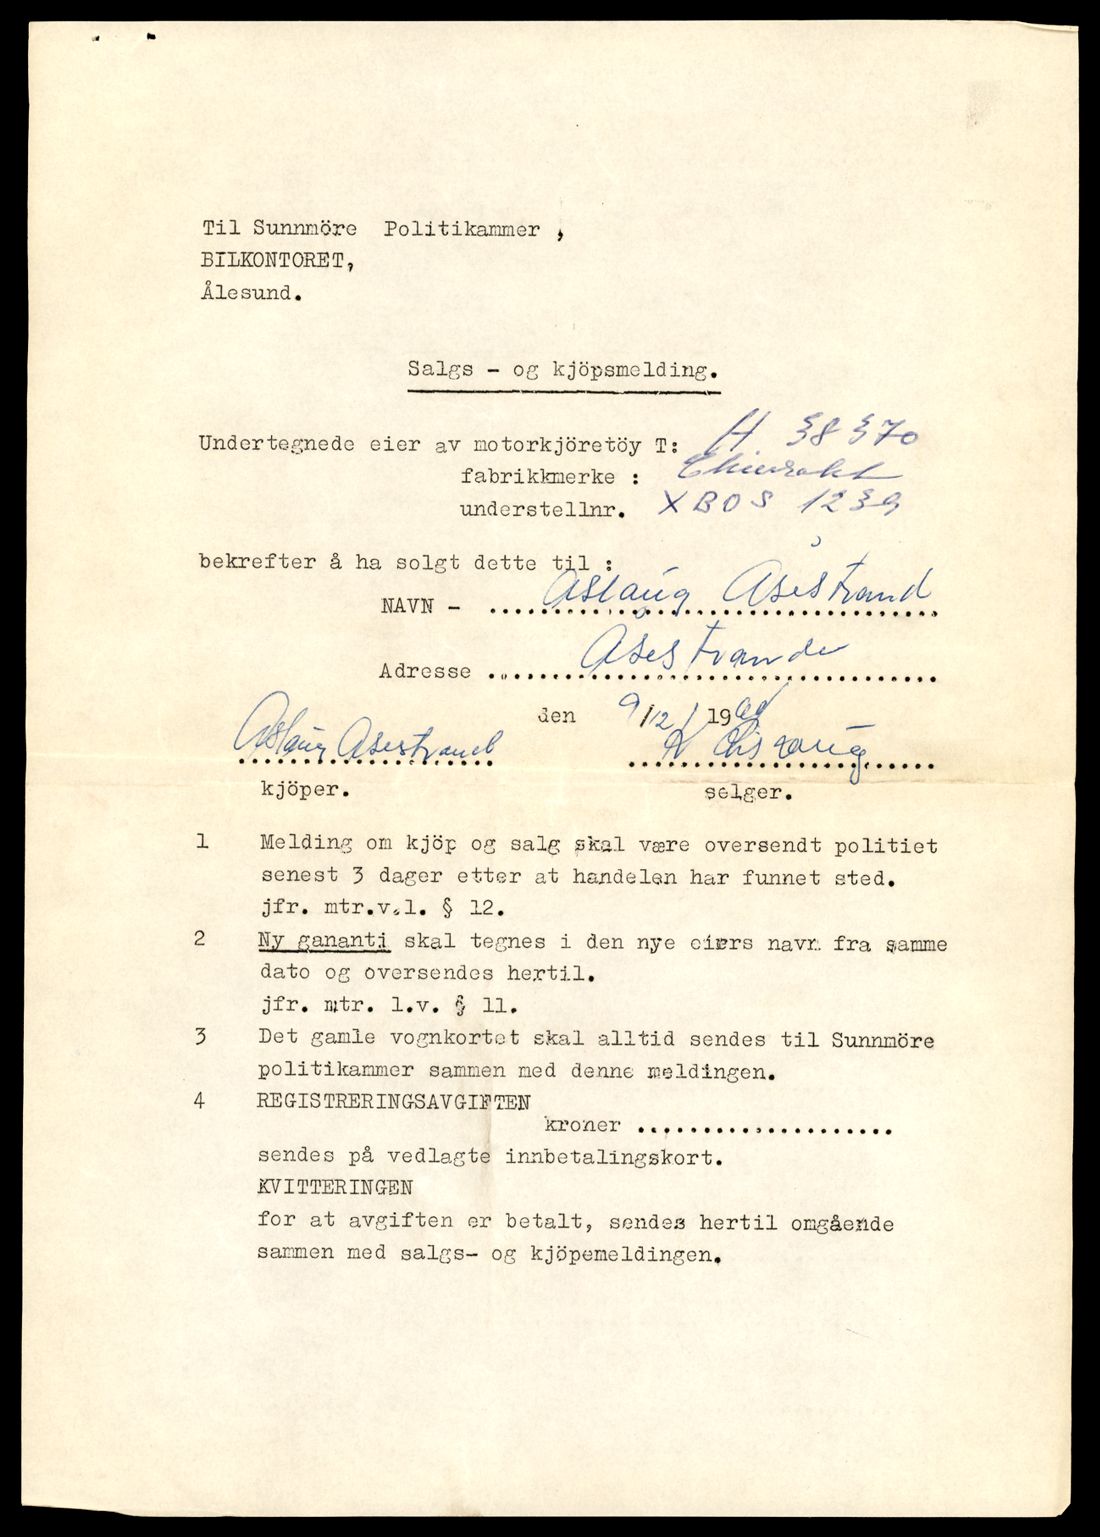 Til Sunnmöre Politikammer ,
BILKONTORET,
Ålesund.
Salgs - og kjöpsmelding.
Undertegnede eier av motorkjöretöy T: H 38370
fabrikkmerke :
understellnr. XBOS 1239
bekrefter å ha solgt dette til :
NAVN - Aslaug Åsestrand
Adresse Åsestranda
den 9/12 / 19
Aslaug Åsestrand
kjöper. selger.
1 Melding om kjöp og salg skal være oversendt politiet
senest 3 dager etter at handelen har funnet sted.
jfr. mtr.v.l. § 12.
2 Ny gananti skal tegnes i den nye eiers navn fra samme
dato og oversendes hertil.
jfr. mtr. l.v. § 11.
3 Det gamle vognkortet skal alltid sendes til Sunnmöre
politikammer sammen med denne meldingen.
4 REGISTRERINGSAVGIFTEN
kroner ....................
sendes på vedlagte innbetalingskort.
KVITTERINGEN
for at avgiften er betalt, sendes hertil omgående
sammen med salgs- og kjöpemeldingen.